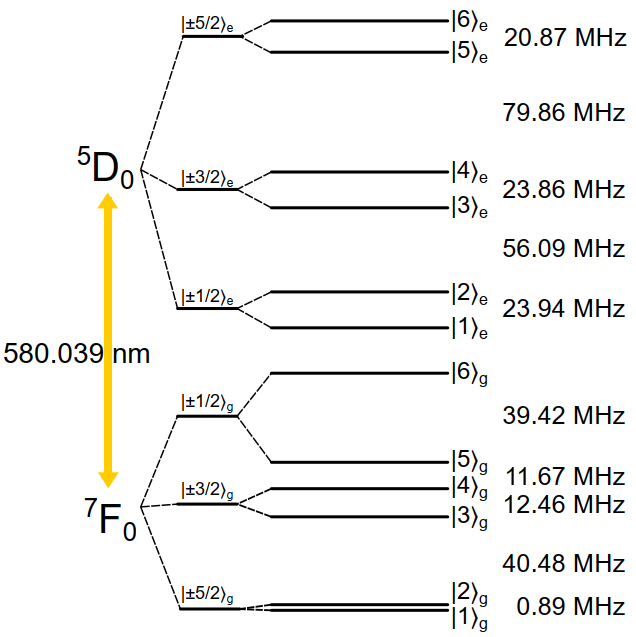 |±5/2⟩e
|6⟩e
20.87 MHz
|5⟩e
79.86 MHz
5D0
|±3/2⟩e
|4⟩e
23.86 MHz
|3⟩e
56.09 MHz
|±1/2⟩e
|2⟩e
23.94 MHz
|1⟩e
580.039 nm
|6⟩g
|±1/2⟩g
39.42 MHz
|5⟩g
11.67 MHz
|±3/2⟩g
|4⟩g
12.46 MHz
|3⟩g
7F0
40.48 MHz
|±5/2⟩g
|2⟩g
0.89 MHz
|1⟩g